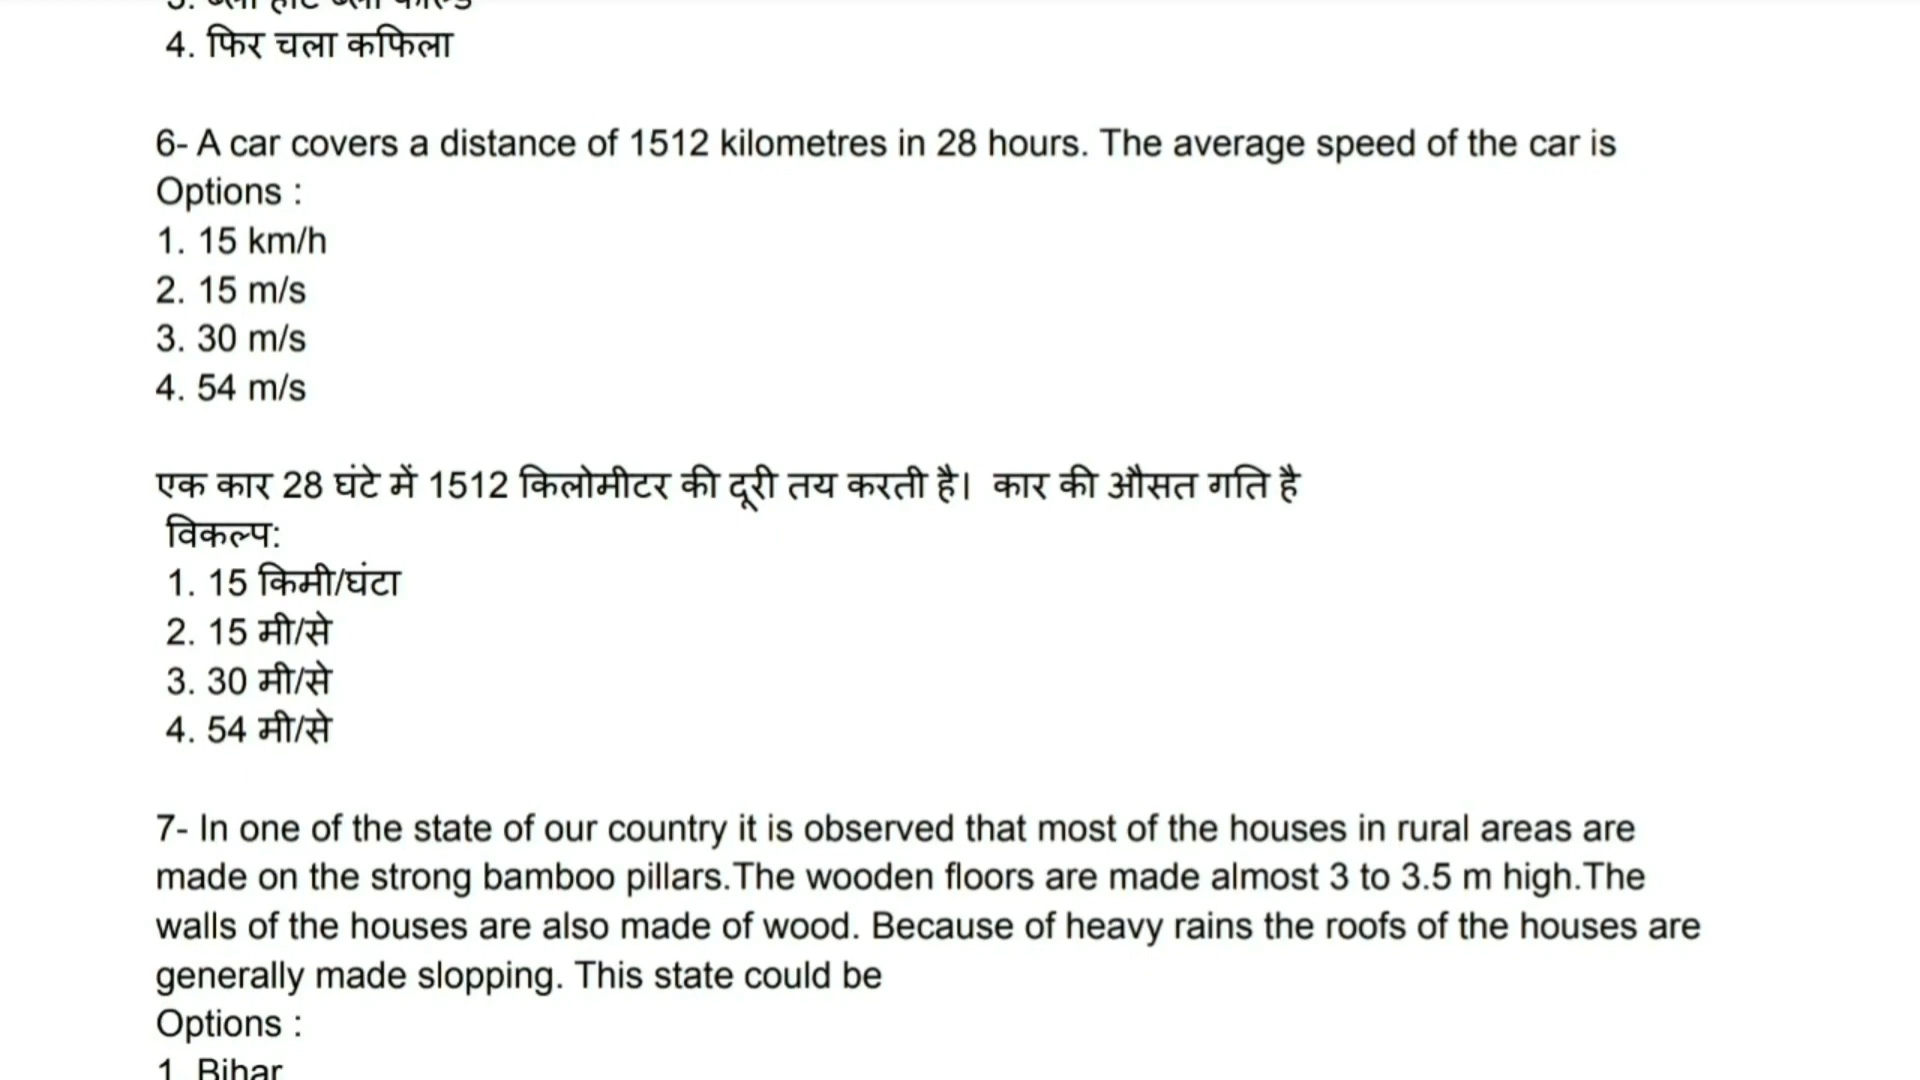 4. फिर चला कफिला
6- A car covers a distance of 1512 kilometres in 28 hours. The average speed of the car is
Options :
1. 15 km/h
2. 15 m/s
3. 30 m/s
4. 54 m/s
एक कार 28 घंटे में 1512 किलोमीटर की दूरी तय करती है। कार की औसत गति है
विकल्प:
1. 15 किमी/घंटा
2. 15 मी/से
3. 30 मी/से
4. 54 मी/से
7- In one of the state of our country it is observed that most of the houses in rural areas are
made on the strong bamboo pillars.The wooden floors are made almost 3 to 3.5 m high.The
walls of the houses are also made of wood. Because of heavy rains the roofs of the houses are
generally made slopping. This state could be
Options :
1. Bihar